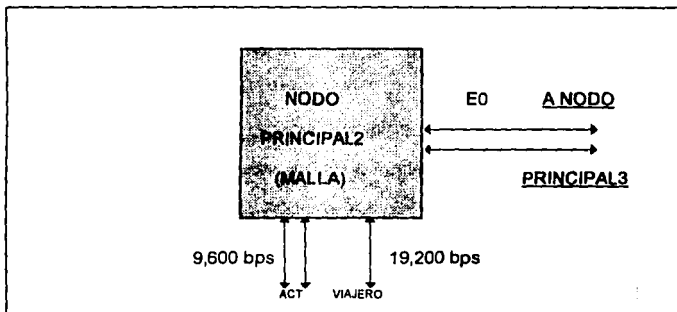 NODO
PRINCIPAL2
(MALLA)
E0 A NODO
PRINCIPAL3
9,600 bps 19,200 bps
ACT VIAJERO